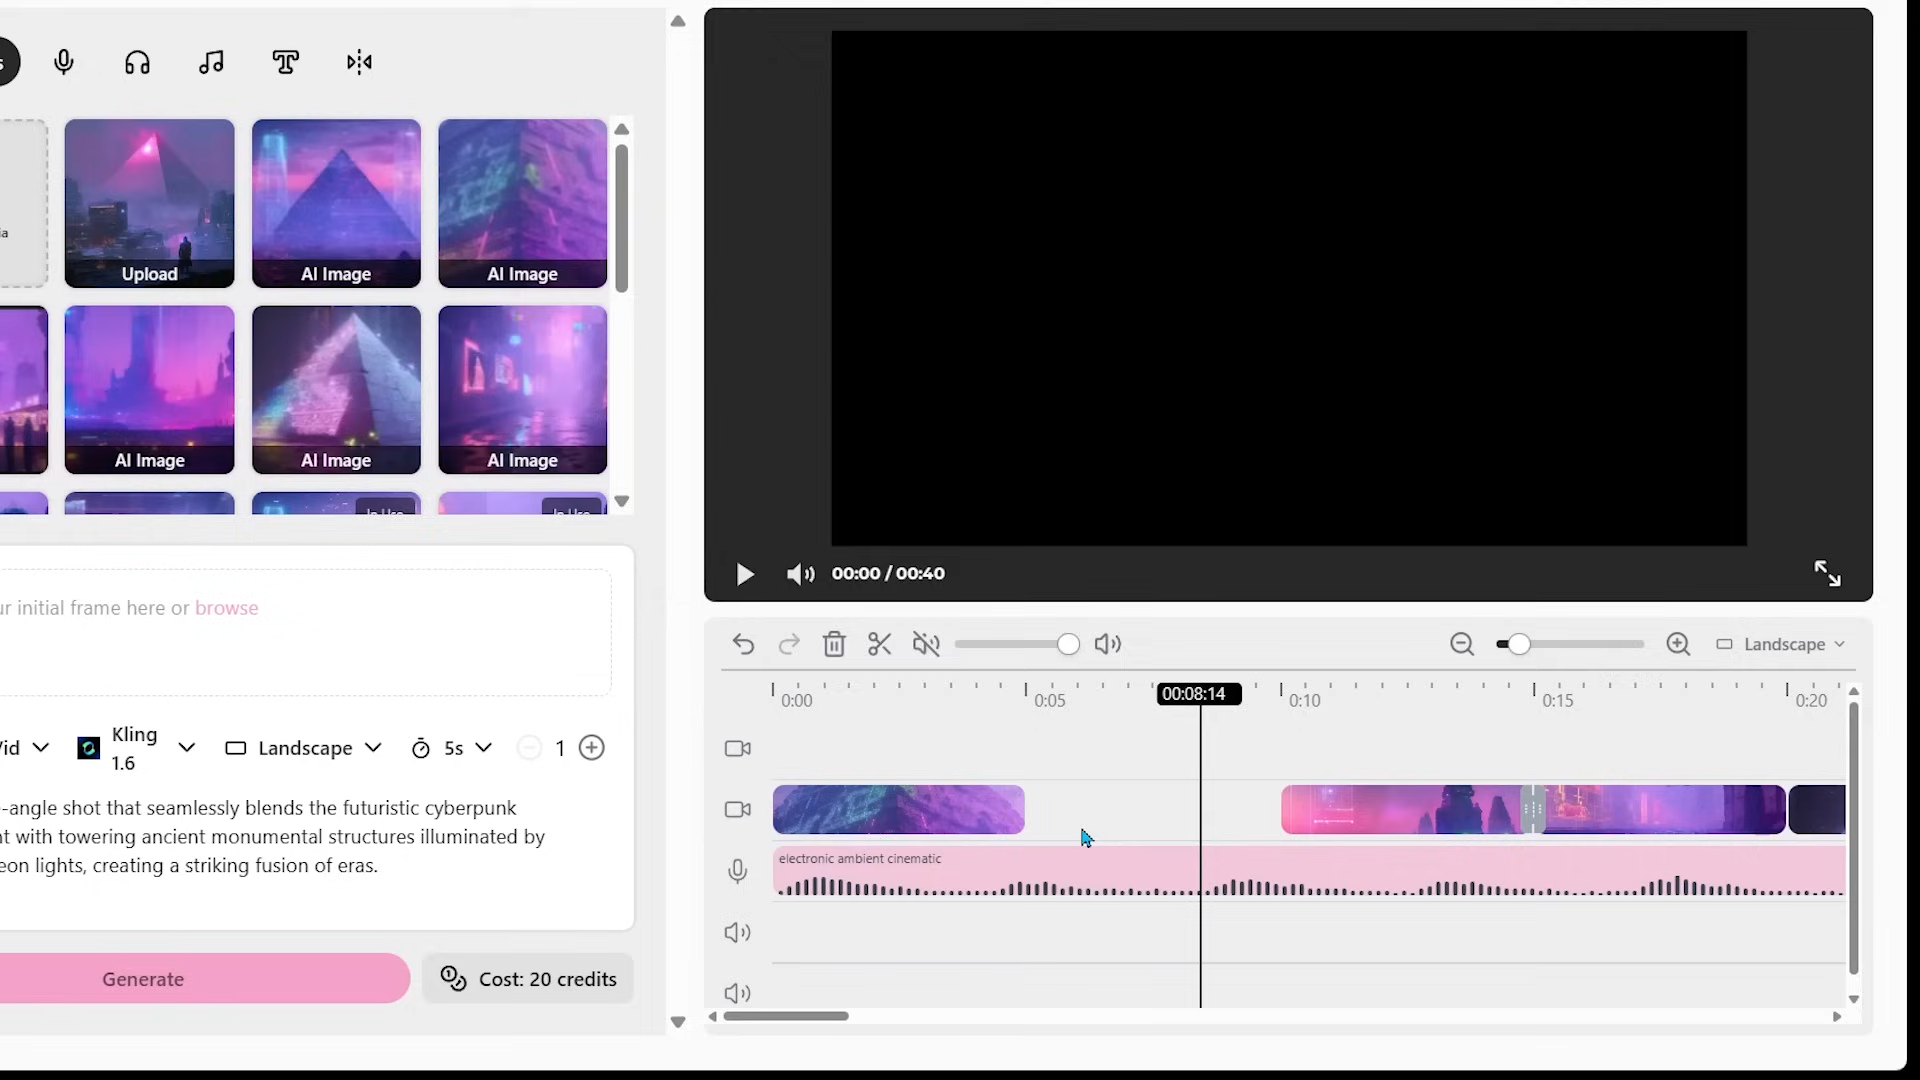 s
a
Upload
AI Image
AI Image
AI Image
AI Image
AI Image
ur initial frame here or browse
Vid
Kling
1.6
Landscape
5s
1
-angle shot that seamlessly blends the futuristic cyberpunk
nt with towering ancient monumental structures illuminated by
eon lights, creating a striking fusion of eras.
Generate
Cost: 20 credits
00:00 / 00:40
Landscape
0:00
0:05
00:08:14
0:10
0:15
0:20
electronic ambient cinematic